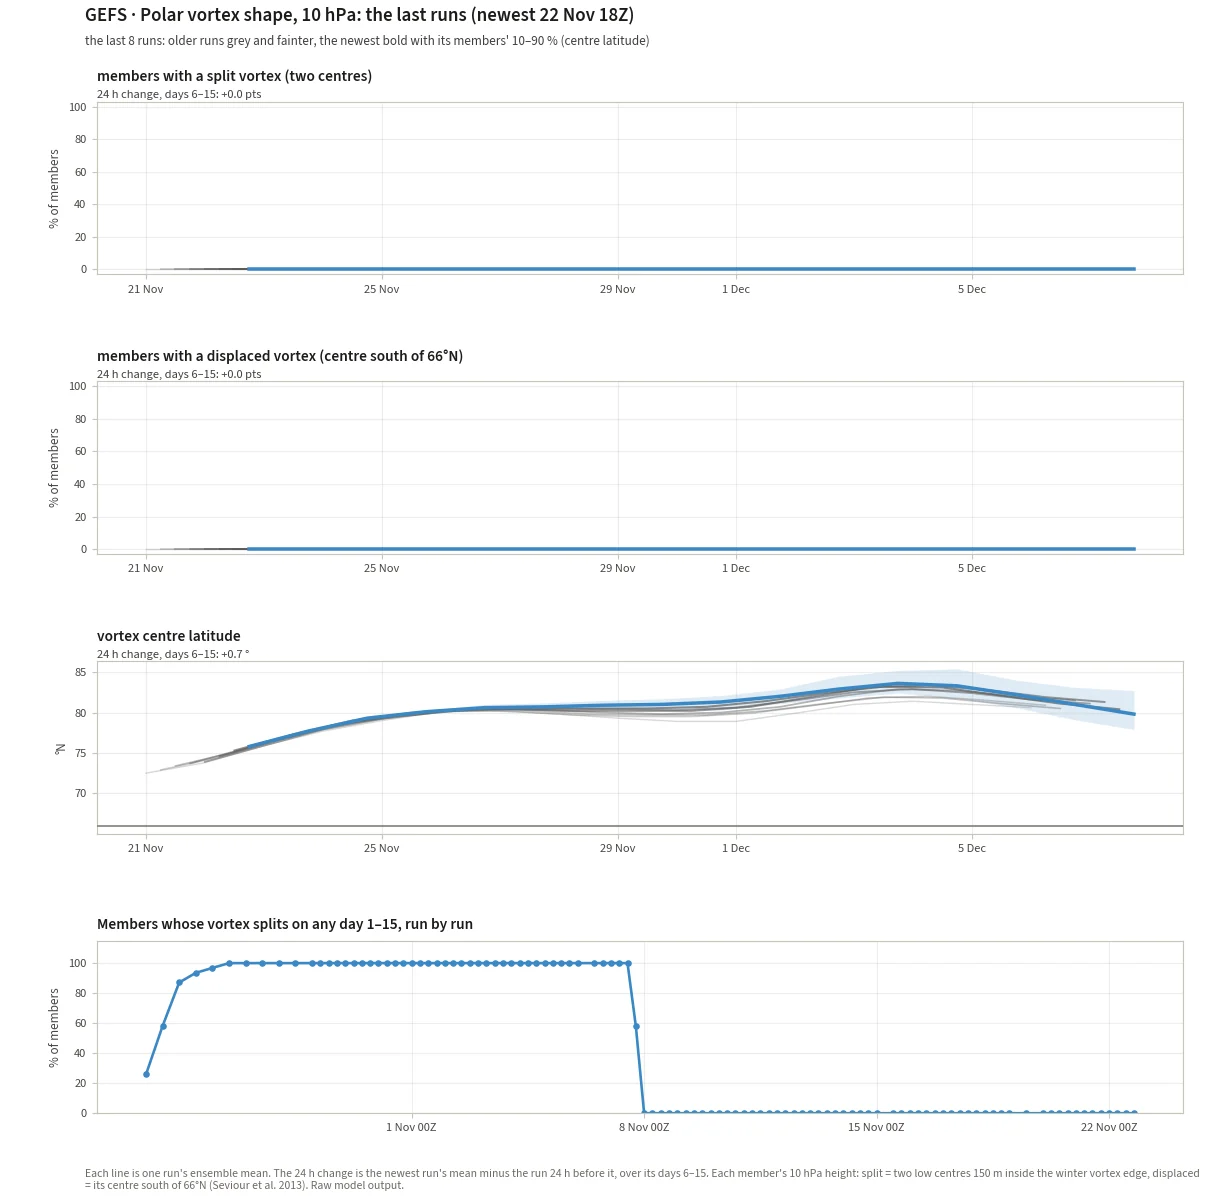 GEFS · Polar vortex shape, 10 hPa: the last runs (newest 22 Nov 18Z)
the last 8 runs: older runs grey and fainter, the newest bold with its members' 10–90 % (centre latitude)
members with a split vortex (two centres)
24 h change, days 6–15: +0.0 pts
% of members
100
80
60
40
20
0
21 Nov
25 Nov
29 Nov
1 Dec
5 Dec
members with a displaced vortex (centre south of 66°N)
24 h change, days 6–15: +0.0 pts
% of members
100
80
60
40
20
0
21 Nov
25 Nov
29 Nov
1 Dec
5 Dec
vortex centre latitude
24 h change, days 6–15: +0.7 °
°N
85
80
75
70
21 Nov
25 Nov
29 Nov
1 Dec
5 Dec
Members whose vortex splits on any day 1–15, run by run
% of members
100
80
60
40
20
0
1 Nov 00Z
8 Nov 00Z
15 Nov 00Z
22 Nov 00Z
Each line is one run's ensemble mean. The 24 h change is the newest run's mean minus the run 24 h before it, over its days 6–15. Each member's 10 hPa height: split = two low centres 150 m inside the winter vortex edge, displaced
= its centre south of 66°N (Seviour et al. 2013). Raw model output.